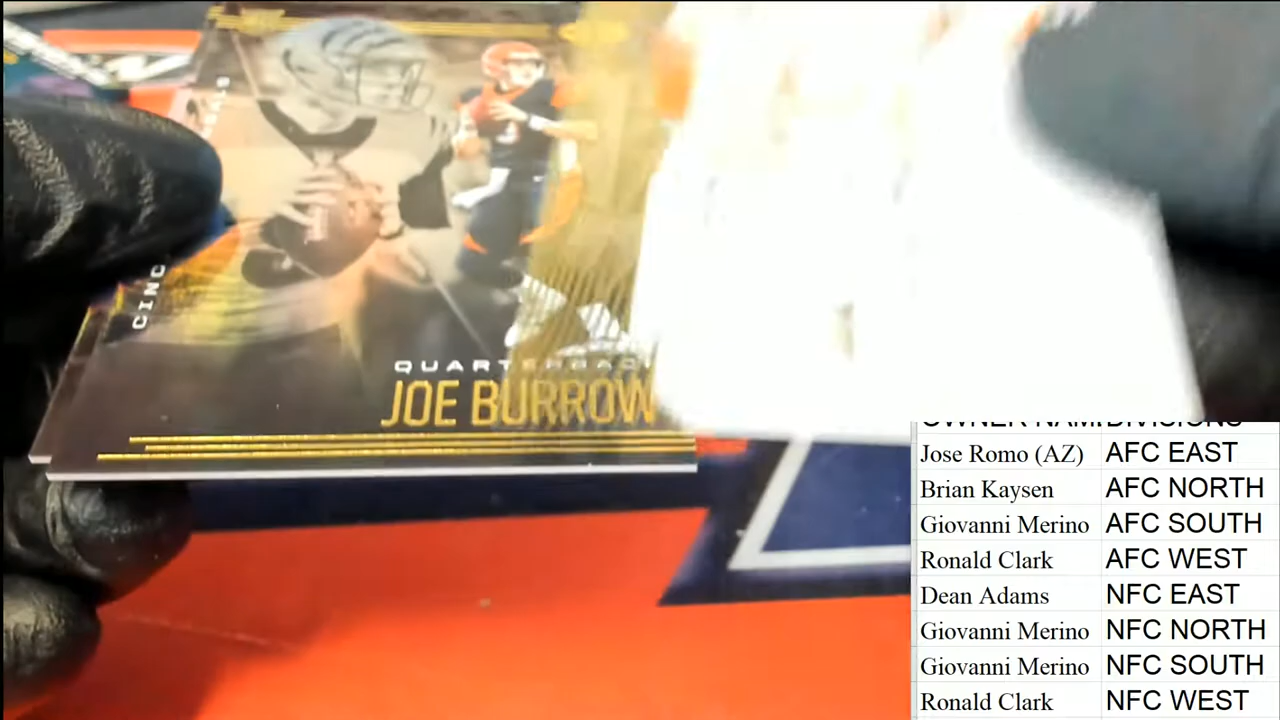 CINC
QUARTERBACK
JOE BURROW
OWNER NAM. DIVISIONS
Jose Romo (AZ) AFC EAST
Brian Kaysen AFC NORTH
Giovanni Merino AFC SOUTH
Ronald Clark AFC WEST
Dean Adams NFC EAST
Giovanni Merino NFC NORTH
Giovanni Merino NFC SOUTH
Ronald Clark NFC WEST